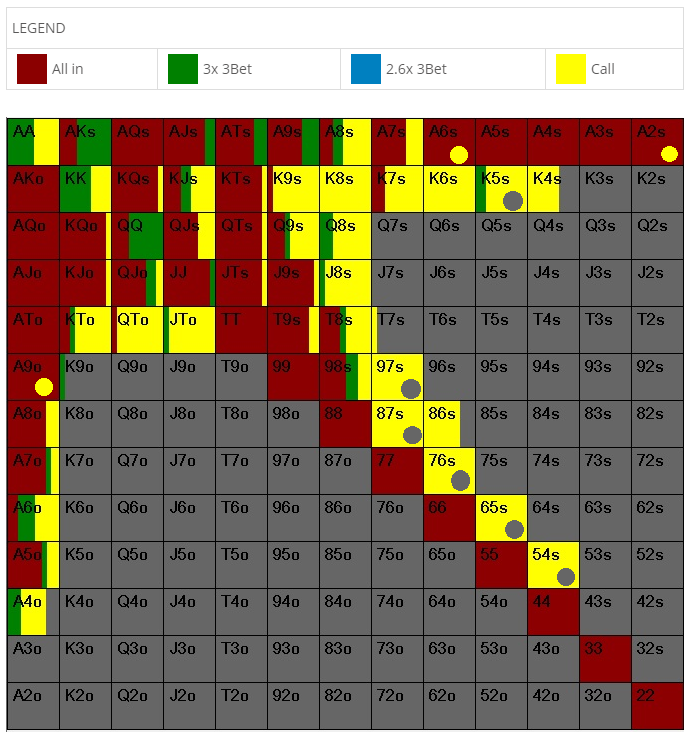 LEGEND
All in 3x 3Bet 2.6x 3Bet Call
AA AKs AQs AJs ATs A9s A8s A7s A6s A5s A4s A3s A2s
AKo KK KQs KJs KTs K9s K8s K7s K6s K5s K4s K3s K2s
AQo KQo QQ QJs QTs Q9s Q8s Q7s Q6s Q5s Q4s Q3s Q2s
AJo KJo QJo JJ JTs J9s J8s J7s J6s J5s J4s J3s J2s
ATo KTo QTo JTo TT T9s T8s T7s T6s T5s T4s T3s T2s
A9o K9o Q9o J9o T9o 99 98s 97s 96s 95s 94s 93s 92s
A8o K8o Q8o J8o T8o 98o 88 87s 86s 85s 84s 83s 82s
A7o K7o Q7o J7o T7o 97o 87o 77 76s 75s 74s 73s 72s
A6o K6o Q6o J6o T6o 96o 86o 76o 66 65s 64s 63s 62s
A5o K5o Q5o J5o T5o 95o 85o 75o 65o 55 54s 53s 52s
A4o K4o Q4o J4o T4o 94o 84o 74o 64o 54o 44 43s 42s
A3o K3o Q3o J3o T3o 93o 83o 73o 63o 53o 43o 33 32s
A2o K2o Q2o J2o T2o 92o 82o 72o 62o 52o 42o 32o 22